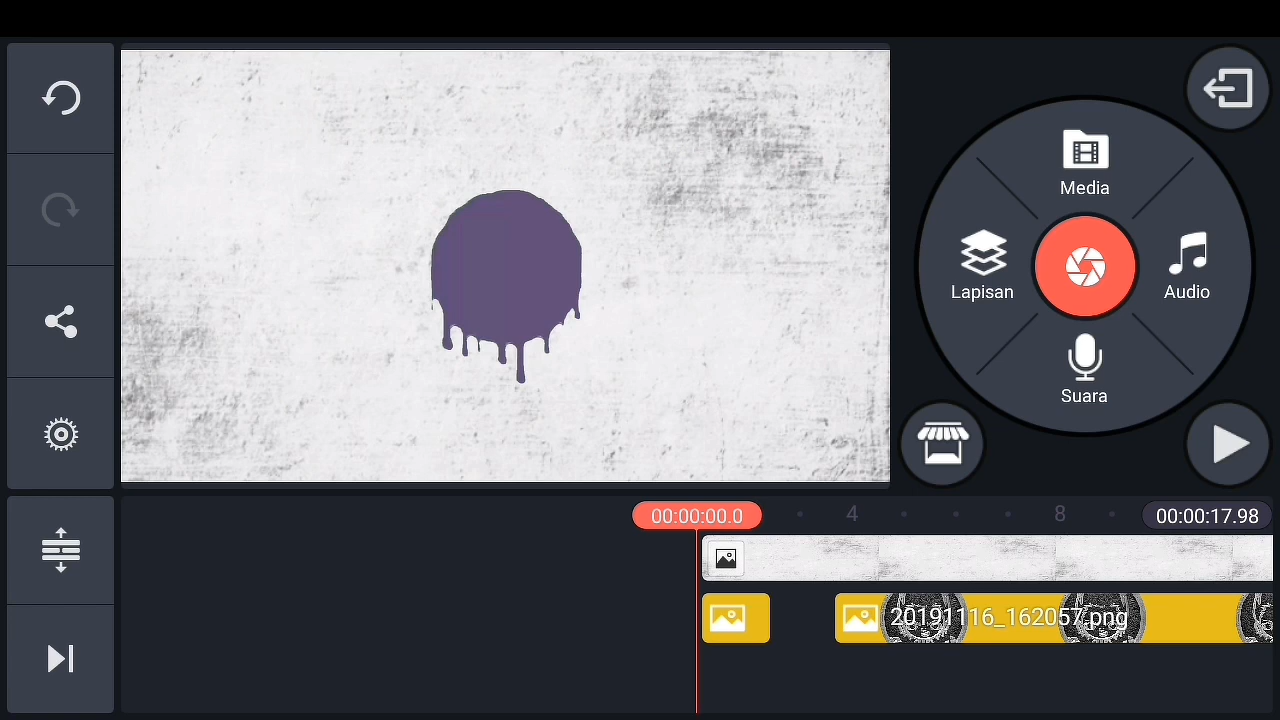 Media
Lapisan
Audio
Suara
00:00:00.0
4
8
00:00:17.98
20191116_162057.png